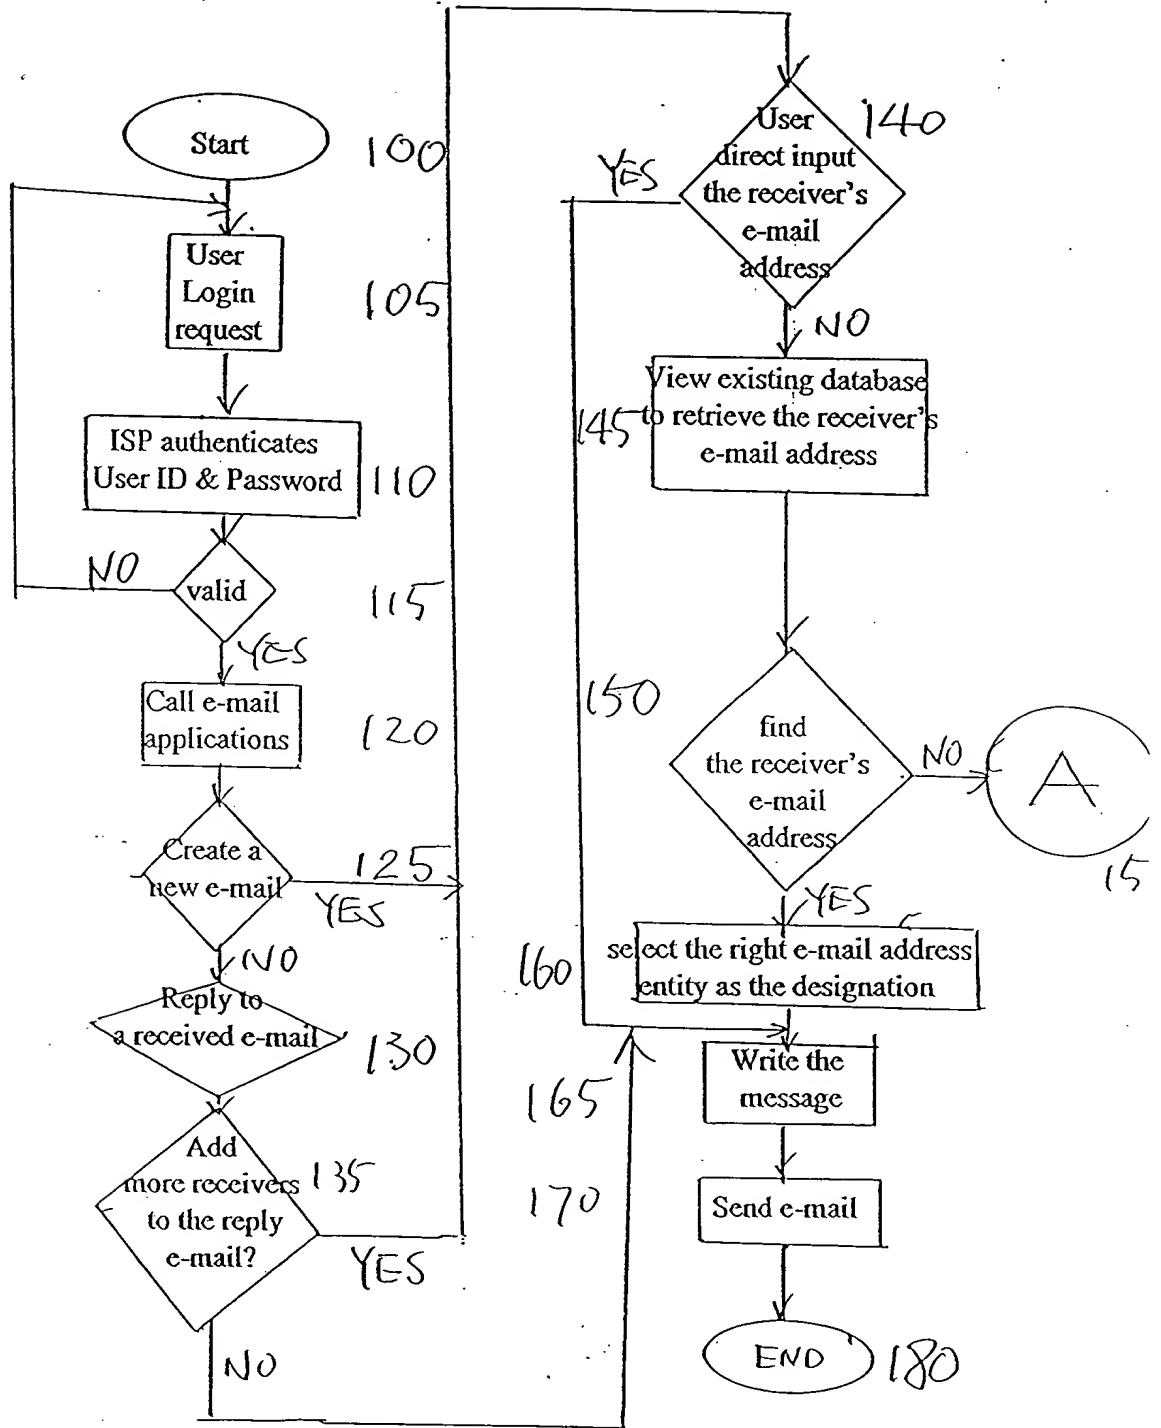 Start
100
User
Login
request
105
ISP authenticates
User ID & Password
110
NO
valid
115
YES
Call e-mail
applications
120
Create a
new e-mail
125
YES
NO
Reply to
a received e-mail
130
Add
more receivers
to the reply
e-mail?
135
YES
NO
User
direct input
the receiver's
e-mail
address
140
YES
NO
View existing database
to retrieve the receiver's
e-mail address
145
150
find
the receiver's
e-mail
address
NO
A
15
YES
160
select the right e-mail address
entity as the designation
165
Write the
message
170
Send e-mail
END
180